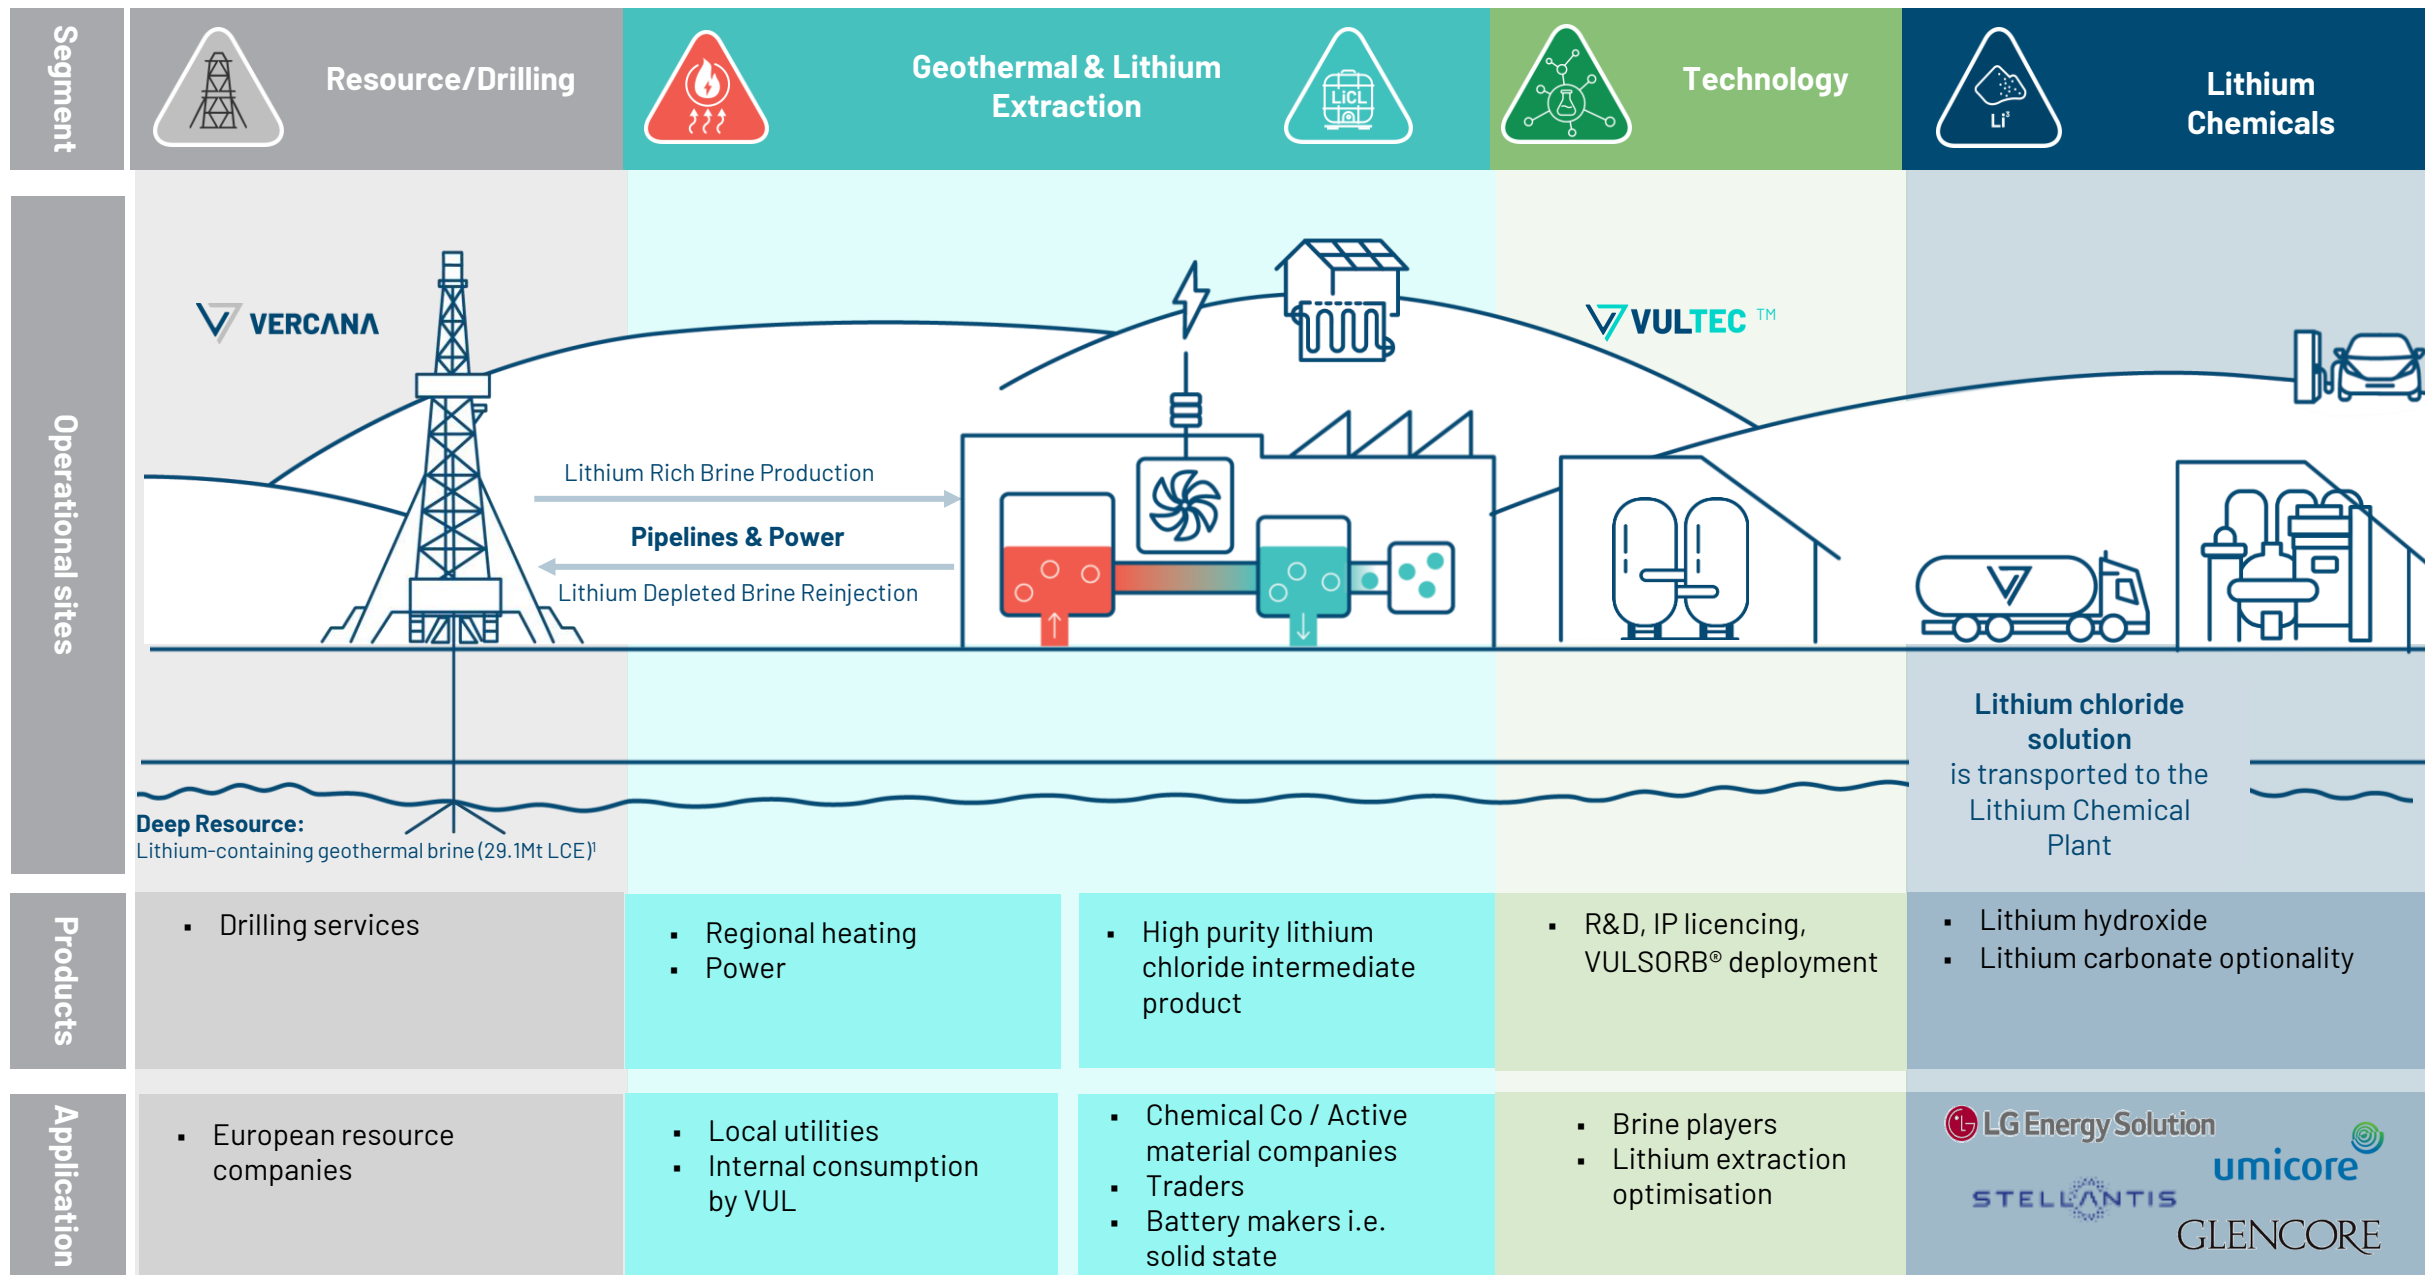 Segment
Resource/Drilling
Geothermal & Lithium
Extraction
LiCL
Technology
Li³
Lithium
Chemicals
Operational sites
VERCANA
VULTEC ™
Lithium Rich Brine Production
Pipelines & Power
Lithium Depleted Brine Reinjection
Deep Resource:
Lithium-containing geothermal brine (29.1Mt LCE)¹
Lithium chloride
solution
is transported to the
Lithium Chemical
Plant
Products
▪ Drilling services
▪ Regional heating
▪ Power
▪ High purity lithium
chloride intermediate
product
▪ R&D, IP licencing,
VULSORB® deployment
▪ Lithium hydroxide
▪ Lithium carbonate optionality
Application
▪ European resource
companies
▪ Local utilities
▪ Internal consumption
by VUL
▪ Chemical Co / Active
material companies
▪ Traders
▪ Battery makers i.e.
solid state
▪ Brine players
▪ Lithium extraction
optimisation
LG Energy Solution
umicore
STELLANTIS
GLENCORE